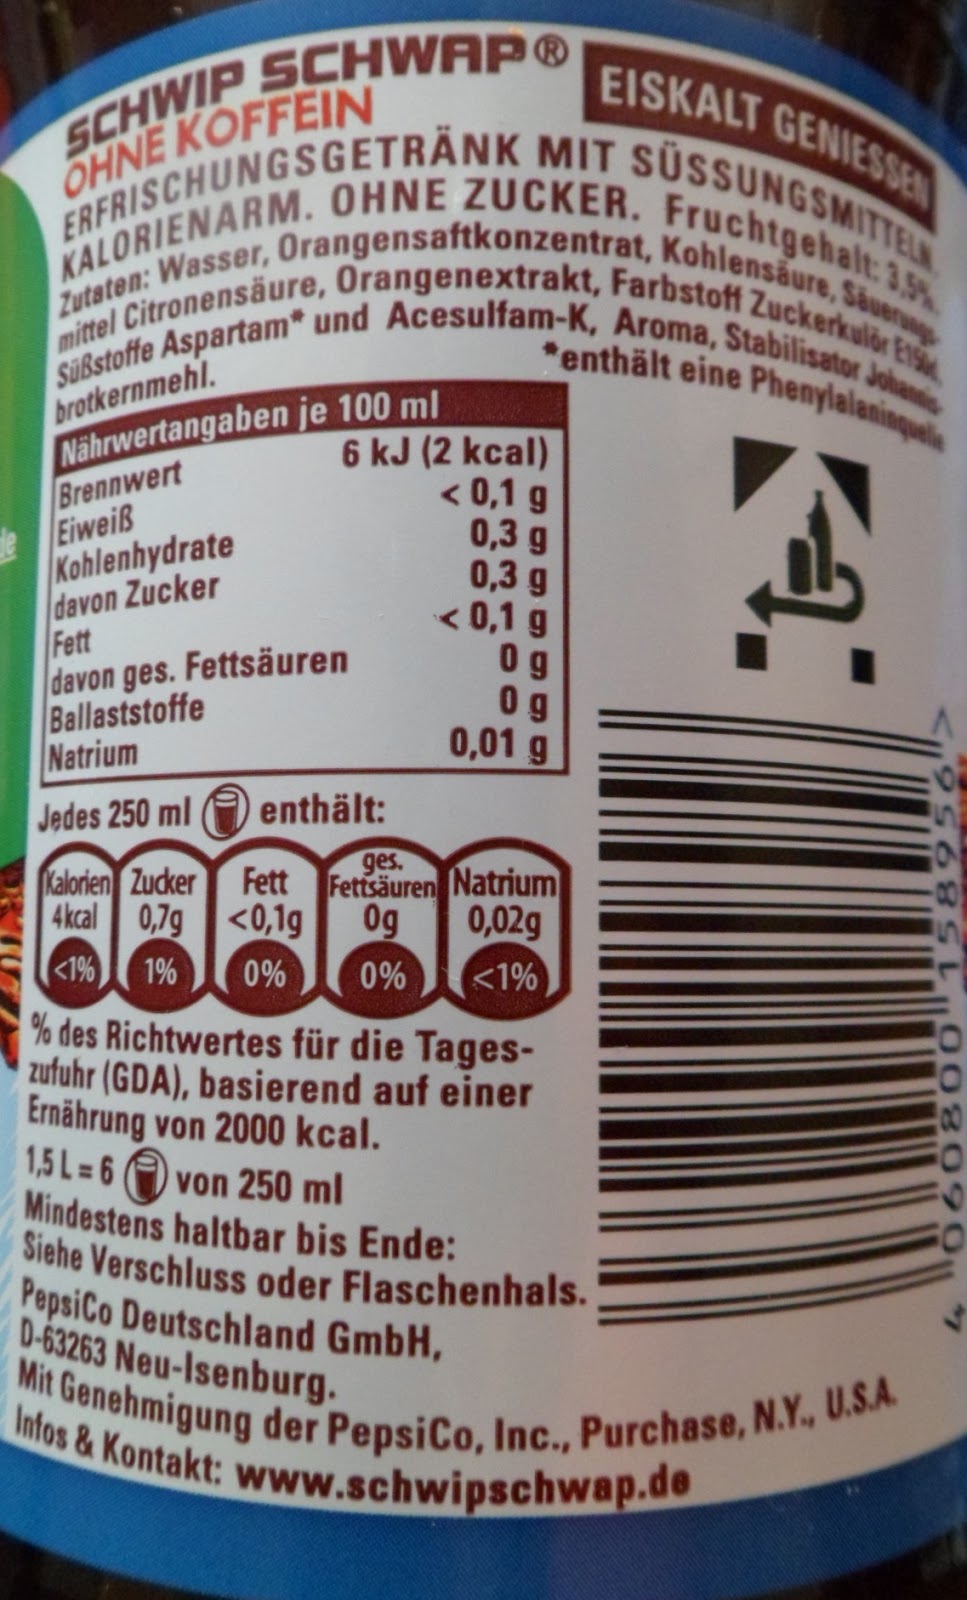 SCHWIP SCHWAP®
OHNE KOFFEIN
EISKALT GENIESSEN
ERFRISCHUNGSGETRÄNK MIT SÜSSUNGSMITTELN.
KALORIENARM. OHNE ZUCKER. Fruchtgehalt: 3,5%.
Zutaten: Wasser, Orangensaftkonzentrat, Kohlensäure, Säuerungs-
mittel Citronensäure, Orangenextrakt, Farbstoff Zuckerkulör E150d,
Süßstoffe Aspartam* und Acesulfam-K, Aroma, Stabilisator Johannis-
brotkernmehl.
*enthält eine Phenylalaninquelle
Nährwertangaben je 100 ml
Brennwert 6 kJ (2 kcal)
Eiweiß < 0,1 g
Kohlenhydrate 0,3 g
davon Zucker 0,3 g
Fett < 0,1 g
davon ges. Fettsäuren 0 g
Ballaststoffe 0 g
Natrium 0,01 g
Jedes 250 ml enthält:
Kalorien 4 kcal <1%
Zucker 0,7g 1%
Fett <0,1g 0%
ges. Fettsäuren 0g 0%
Natrium 0,02g <1%
% des Richtwertes für die Tages-
zufuhr (GDA), basierend auf einer
Ernährung von 2000 kcal.
1,5 L = 6 von 250 ml
Mindestens haltbar bis Ende:
Siehe Verschluss oder Flaschenhals.
PepsiCo Deutschland GmbH,
D-63263 Neu-Isenburg.
Mit Genehmigung der PepsiCo, Inc., Purchase, N.Y., U.S.A.
Infos & Kontakt: www.schwipschwap.de
4 060800 158956 >
de